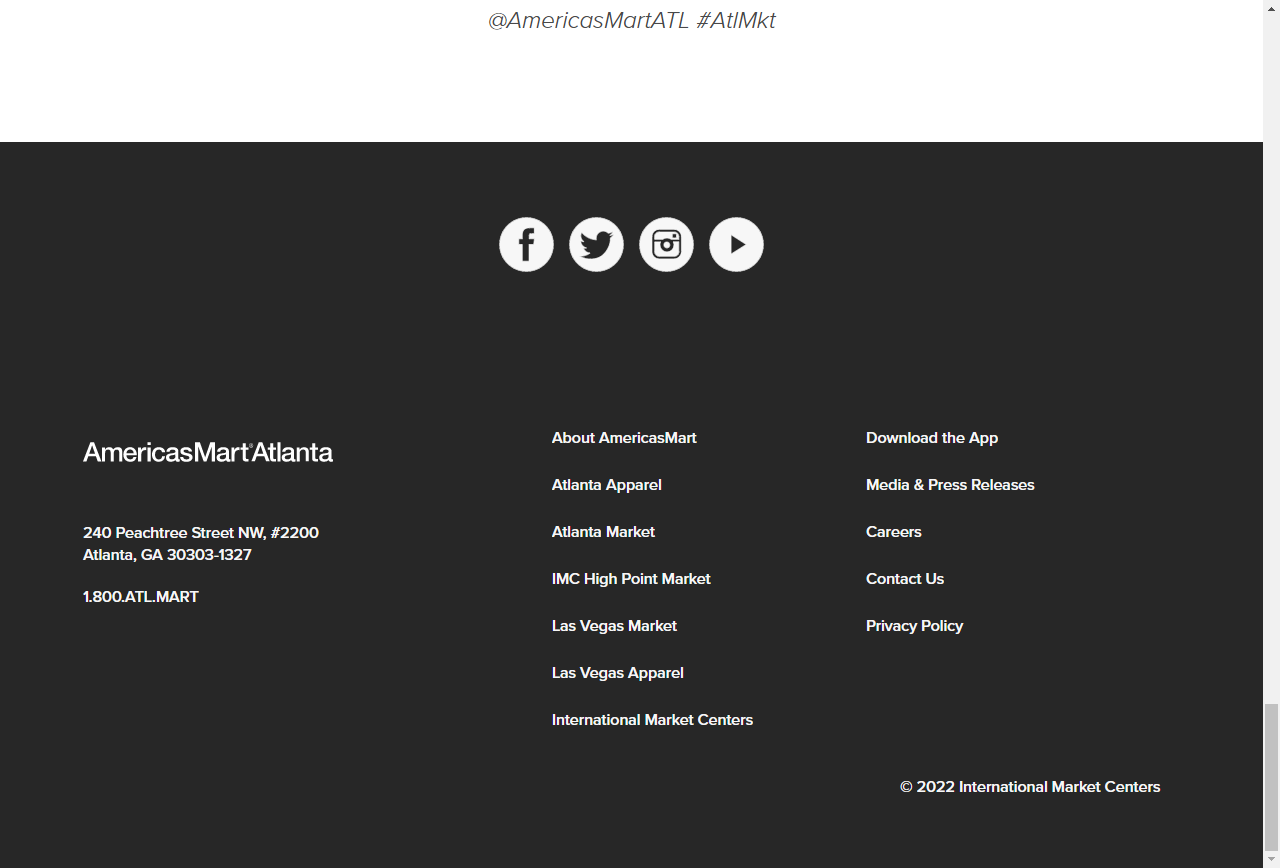 @AmericasMartATL #AtlMkt
AmericasMart®Atlanta
240 Peachtree Street NW, #2200
Atlanta, GA 30303-1327
1.800.ATL.MART
About AmericasMart
Atlanta Apparel
Atlanta Market
IMC High Point Market
Las Vegas Market
Las Vegas Apparel
International Market Centers
Download the App
Media & Press Releases
Careers
Contact Us
Privacy Policy
© 2022 International Market Centers